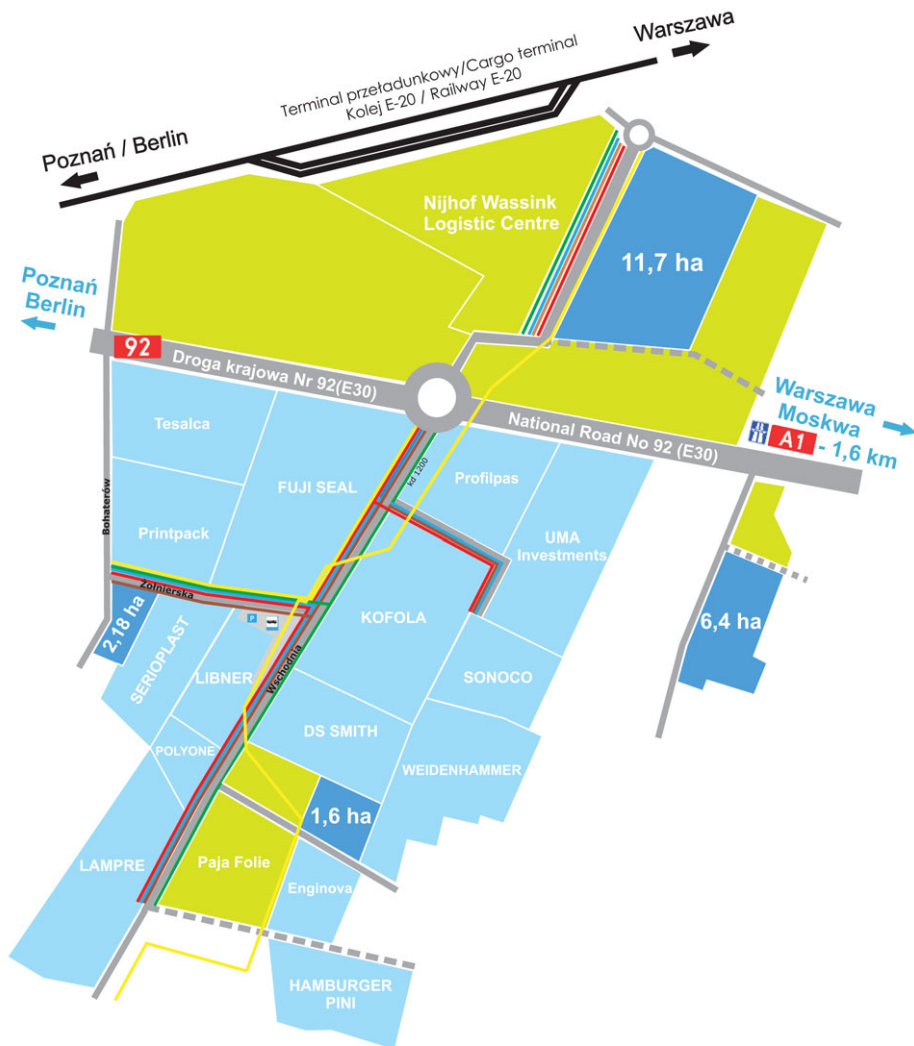 Warszawa
Terminal przeładunkowy/Cargo terminal
Kolej E-20 / Railway E-20
Poznań / Berlin
Nijhof Wassink
Logistic Centre
11,7 ha
Poznań
Berlin
92
Droga krajowa Nr 92(E30)
National Road No 92 (E30)
Warszawa
Moskwa
A1 - 1,6 km
Tesalca
FUJI SEAL
kd 1200
Profilpas
Bohaterów
Printpack
UMA
Investments
Żołnierska
P
2,18 ha
KOFOLA
6,4 ha
SERIOPLAST
LIBNER
Wschodnia
SONOCO
DS SMITH
POLYONE
WEIDENHAMMER
1,6 ha
LAMPRE
Paja Folie
Enginova
HAMBURGER
PINI